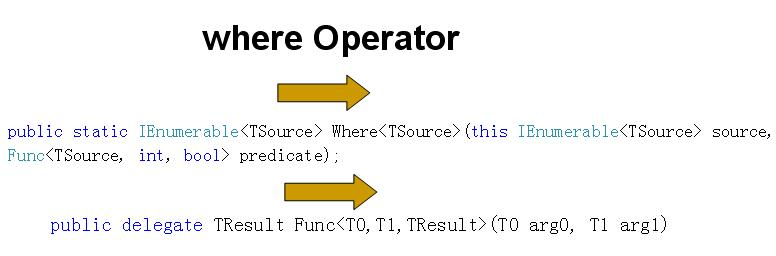 where Operator
public static IEnumerable<TSource> Where<TSource>(this IEnumerable<TSource> source,
Func<TSource, int, bool> predicate);
public delegate TResult Func<T0,T1,TResult>(T0 arg0, T1 arg1)